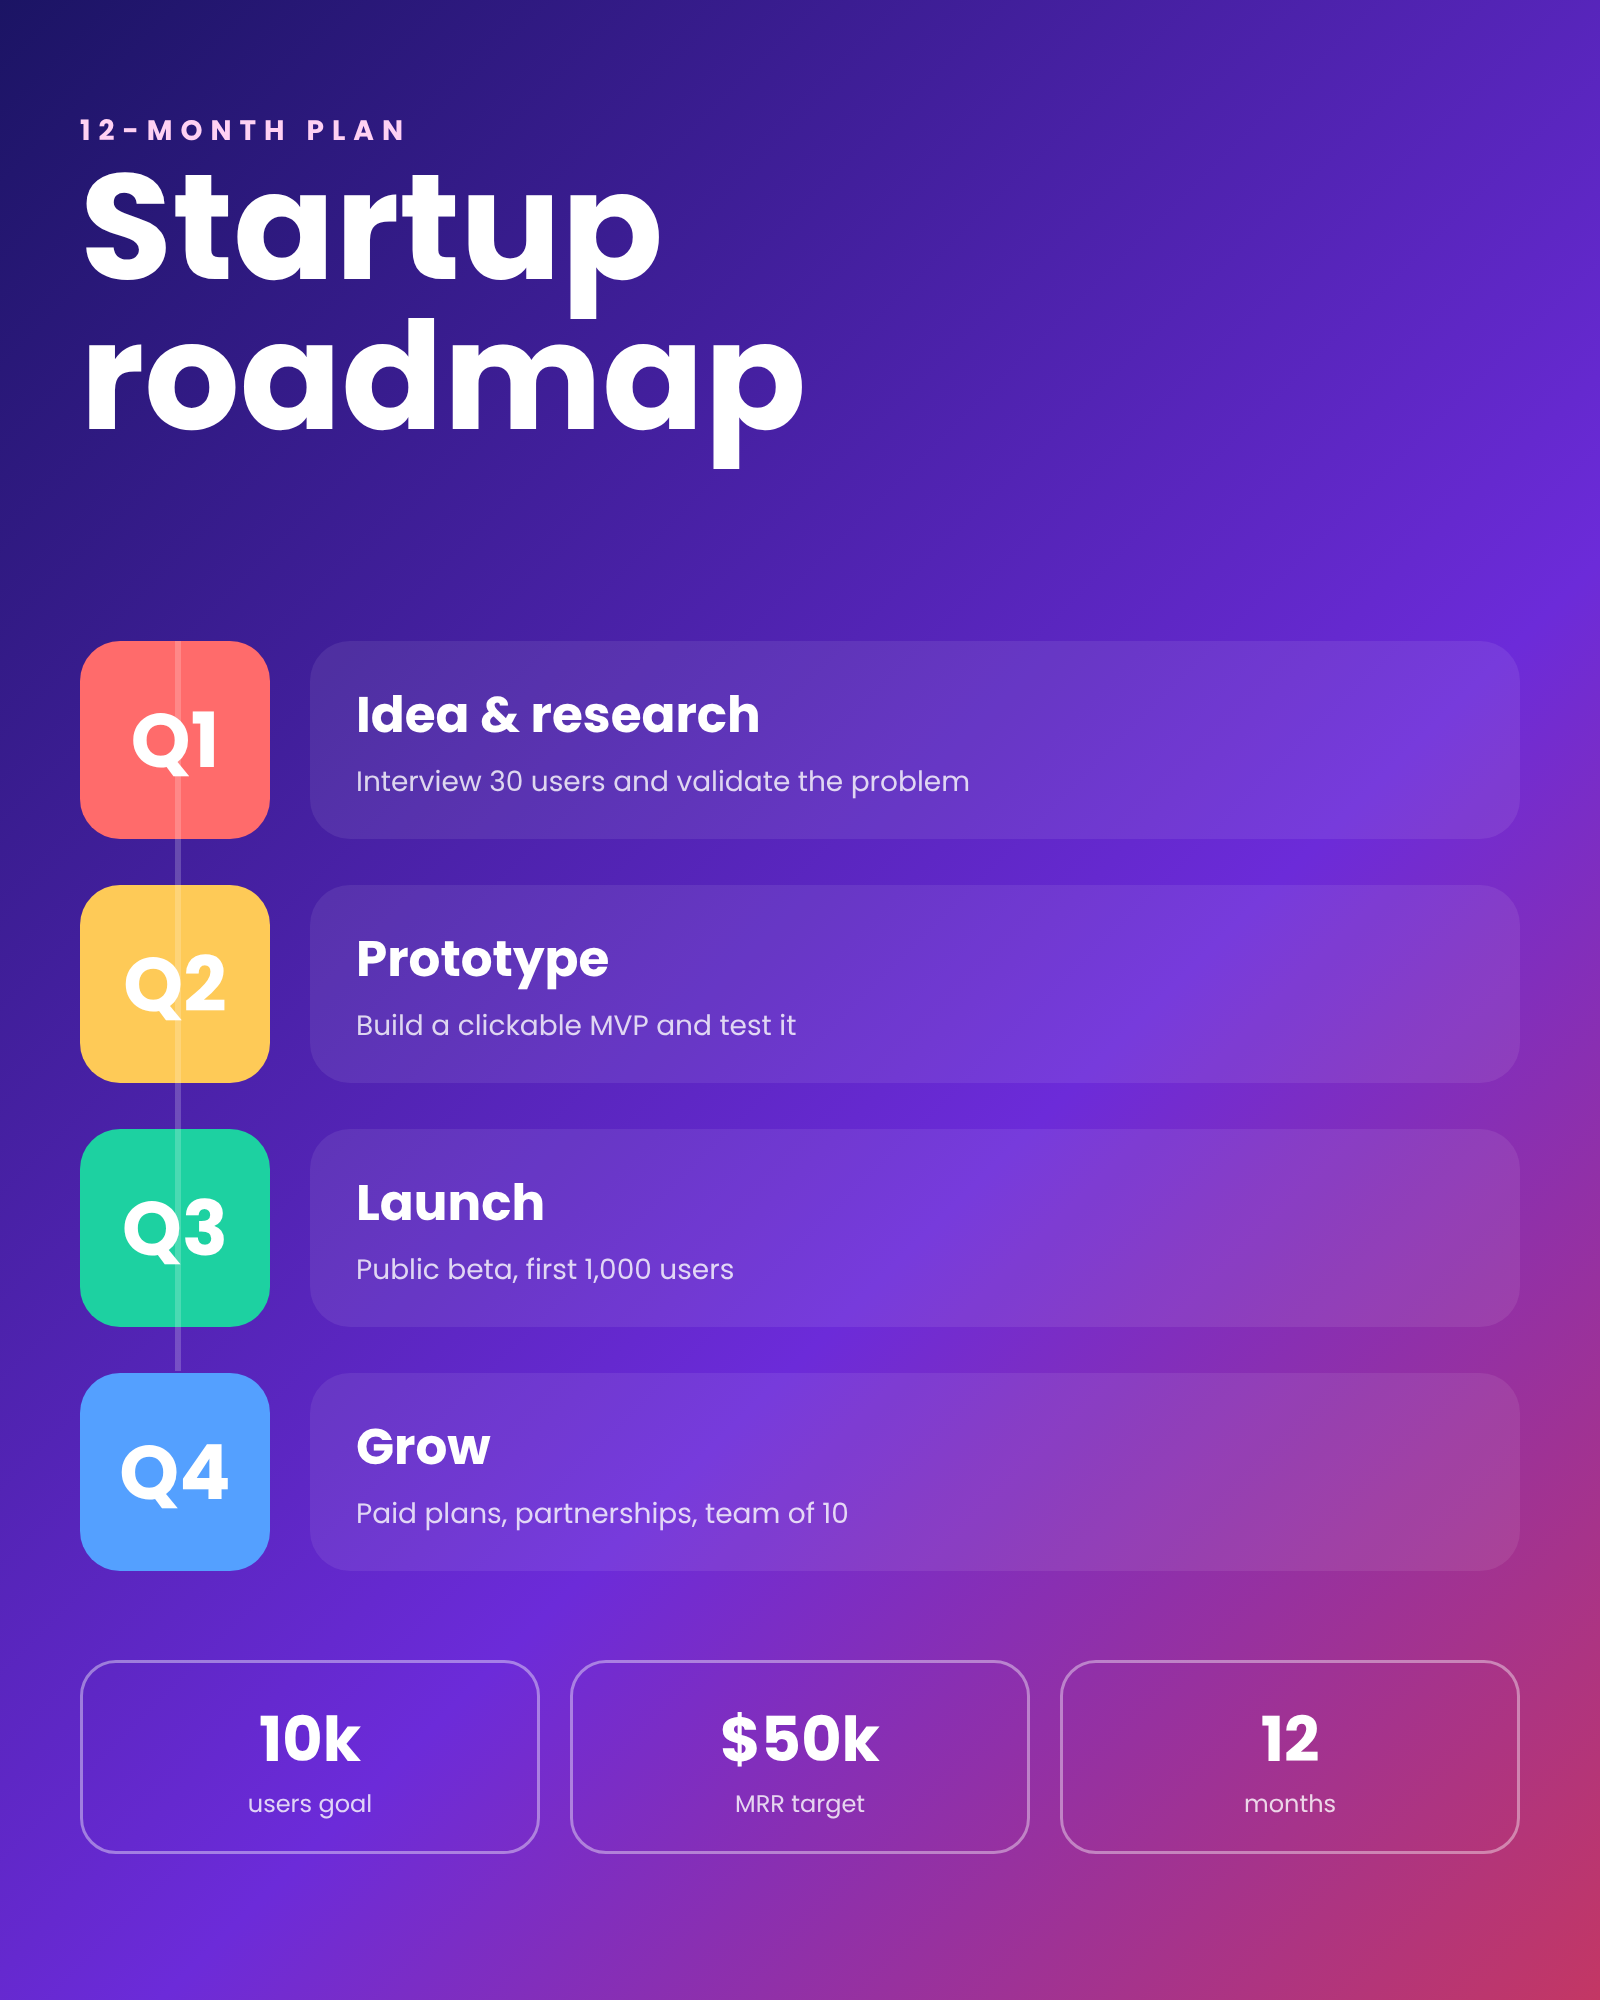 12-MONTH PLAN
Startup
roadmap
Q1
Idea & research
Interview 30 users and validate the problem
Q2
Prototype
Build a clickable MVP and test it
Q3
Launch
Public beta, first 1,000 users
Q4
Grow
Paid plans, partnerships, team of 10
10k
users goal
$50k
MRR target
12
months